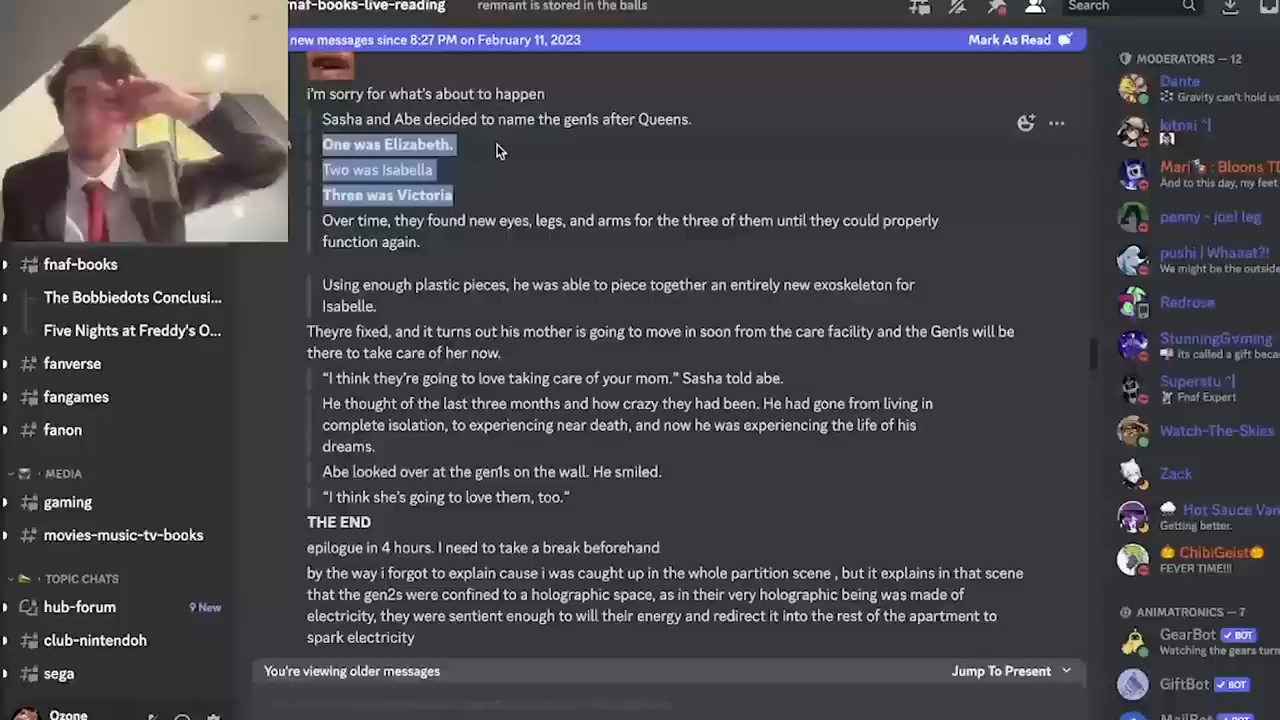 fnaf-books-live-reading
remnant is stored in the balls
Search
new messages since 8:27 PM on February 11, 2023
Mark As Read
i'm sorry for what's about to happen
Sasha and Abe decided to name the gen1s after Queens.
One was Elizabeth.
Two was Isabella
Three was Victoria
Over time, they found new eyes, legs, and arms for the three of them until they could properly
function again.
Using enough plastic pieces, he was able to piece together an entirely new exoskeleton for
Isabelle.
Theyre fixed, and it turns out his mother is going to move in soon from the care facility and the Gen1s will be
there to take care of her now.
"I think they're going to love taking care of your mom." Sasha told abe.
He thought of the last three months and how crazy they had been. He had gone from living in
complete isolation, to experiencing near death, and now he was experiencing the life of his
dreams.
Abe looked over at the gen1s on the wall. He smiled.
"I think she's going to love them, too."
THE END
epilogue in 4 hours. I need to take a break beforehand
by the way i forgot to explain cause i was caught up in the whole partition scene , but it explains in that scene
that the gen2s were confined to a holographic space, as in their very holographic being was made of
electricity, they were sentient enough to will their energy and redirect it into the rest of the apartment to
spark electricity
You're viewing older messages
Jump To Present
fnaf-books
The Bobbiedots Conclusi...
Five Nights at Freddy's O...
fanverse
fangames
fanon
MEDIA
gaming
movies-music-tv-books
TOPIC CHATS
hub-forum
9 New
club-nintendoh
sega
Ozone
MODERATORS — 12
Dante
Gravity can't hold us
kitnxi ^|
Mari : Bloons TD
And to this day, my feet
penny - joel leg
pushi | Whaaat?!
We might be the outside
Redrose
StunningGvming
its called a gift beca
Superstu ^|
Fnaf Expert
Watch-The-Skies
Zack
Hot Sauce Van
Getting better.
ChibiGeist
FEVER TIME!!!
ANIMATRONICS — 7
GearBot
BOT
Watching the gears turn
GiftBot
BOT
MailBot